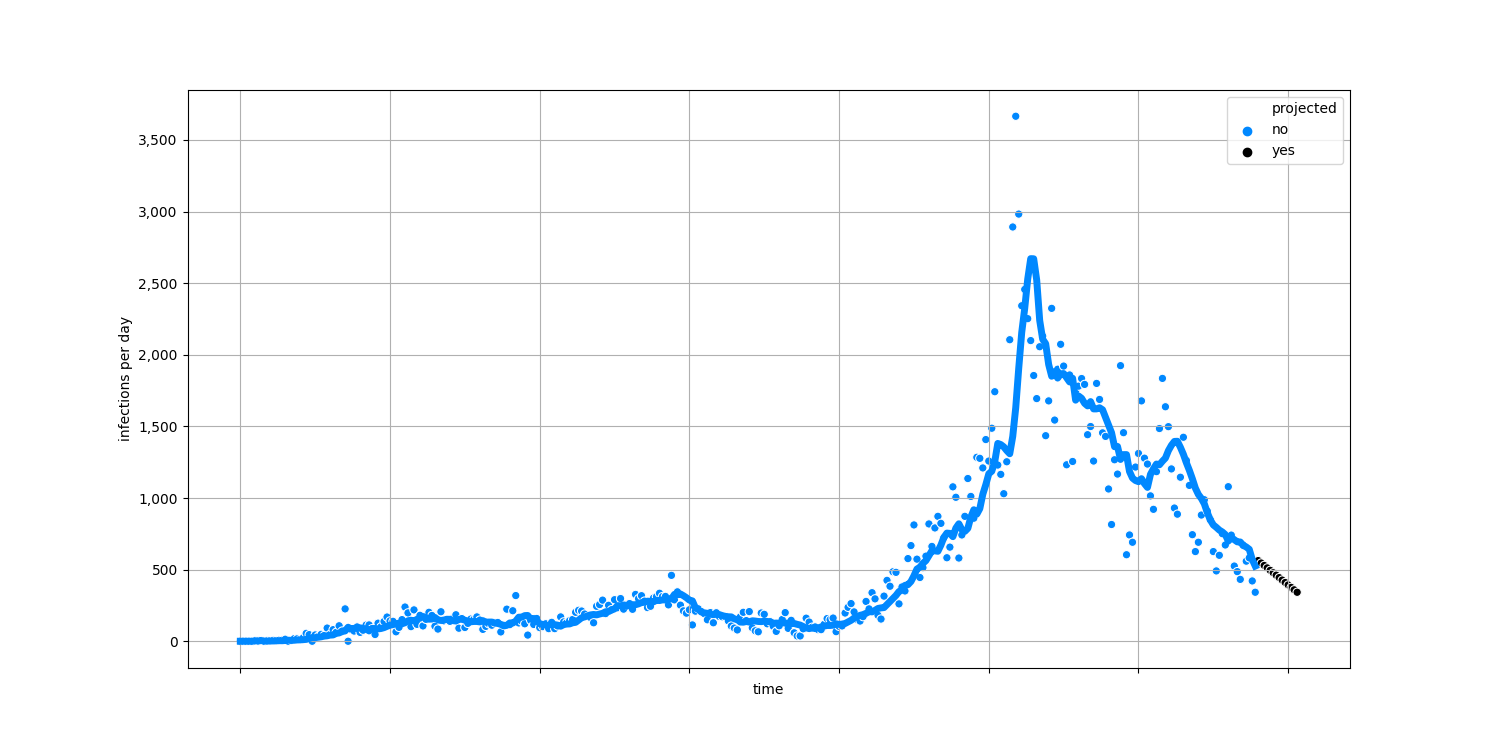 projected
no
yes
3,500
3,000
2,500
2,000
1,500
1,000
500
0
infections per day
time